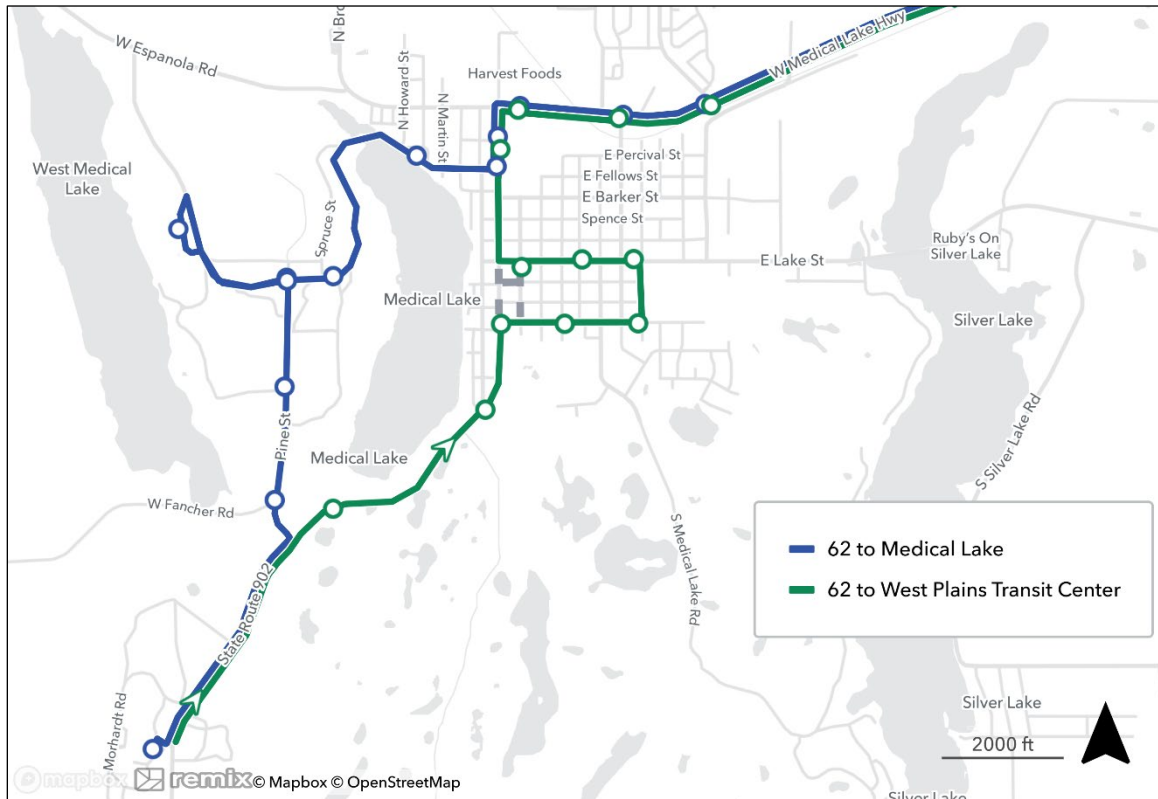 W Espanola Rd
N Bro
N Howard St
N Martin St
Harvest Foods
W Medical Lake Hwy
West Medical
Lake
Spruce St
E Percival St
E Fellows St
E Barker St
Spence St
E Lake St
Ruby's On
Silver Lake
Medical Lake
Silver Lake
Pine St
Medical Lake
W Fancher Rd
S Medical Lake Rd
S Silver Lake Rd
62 to Medical Lake
62 to West Plains Transit Center
State Route 902
Morhardt Rd
Silver Lake
2000 ft
mapbox remix © Mapbox © OpenStreetMap
Silver Lake